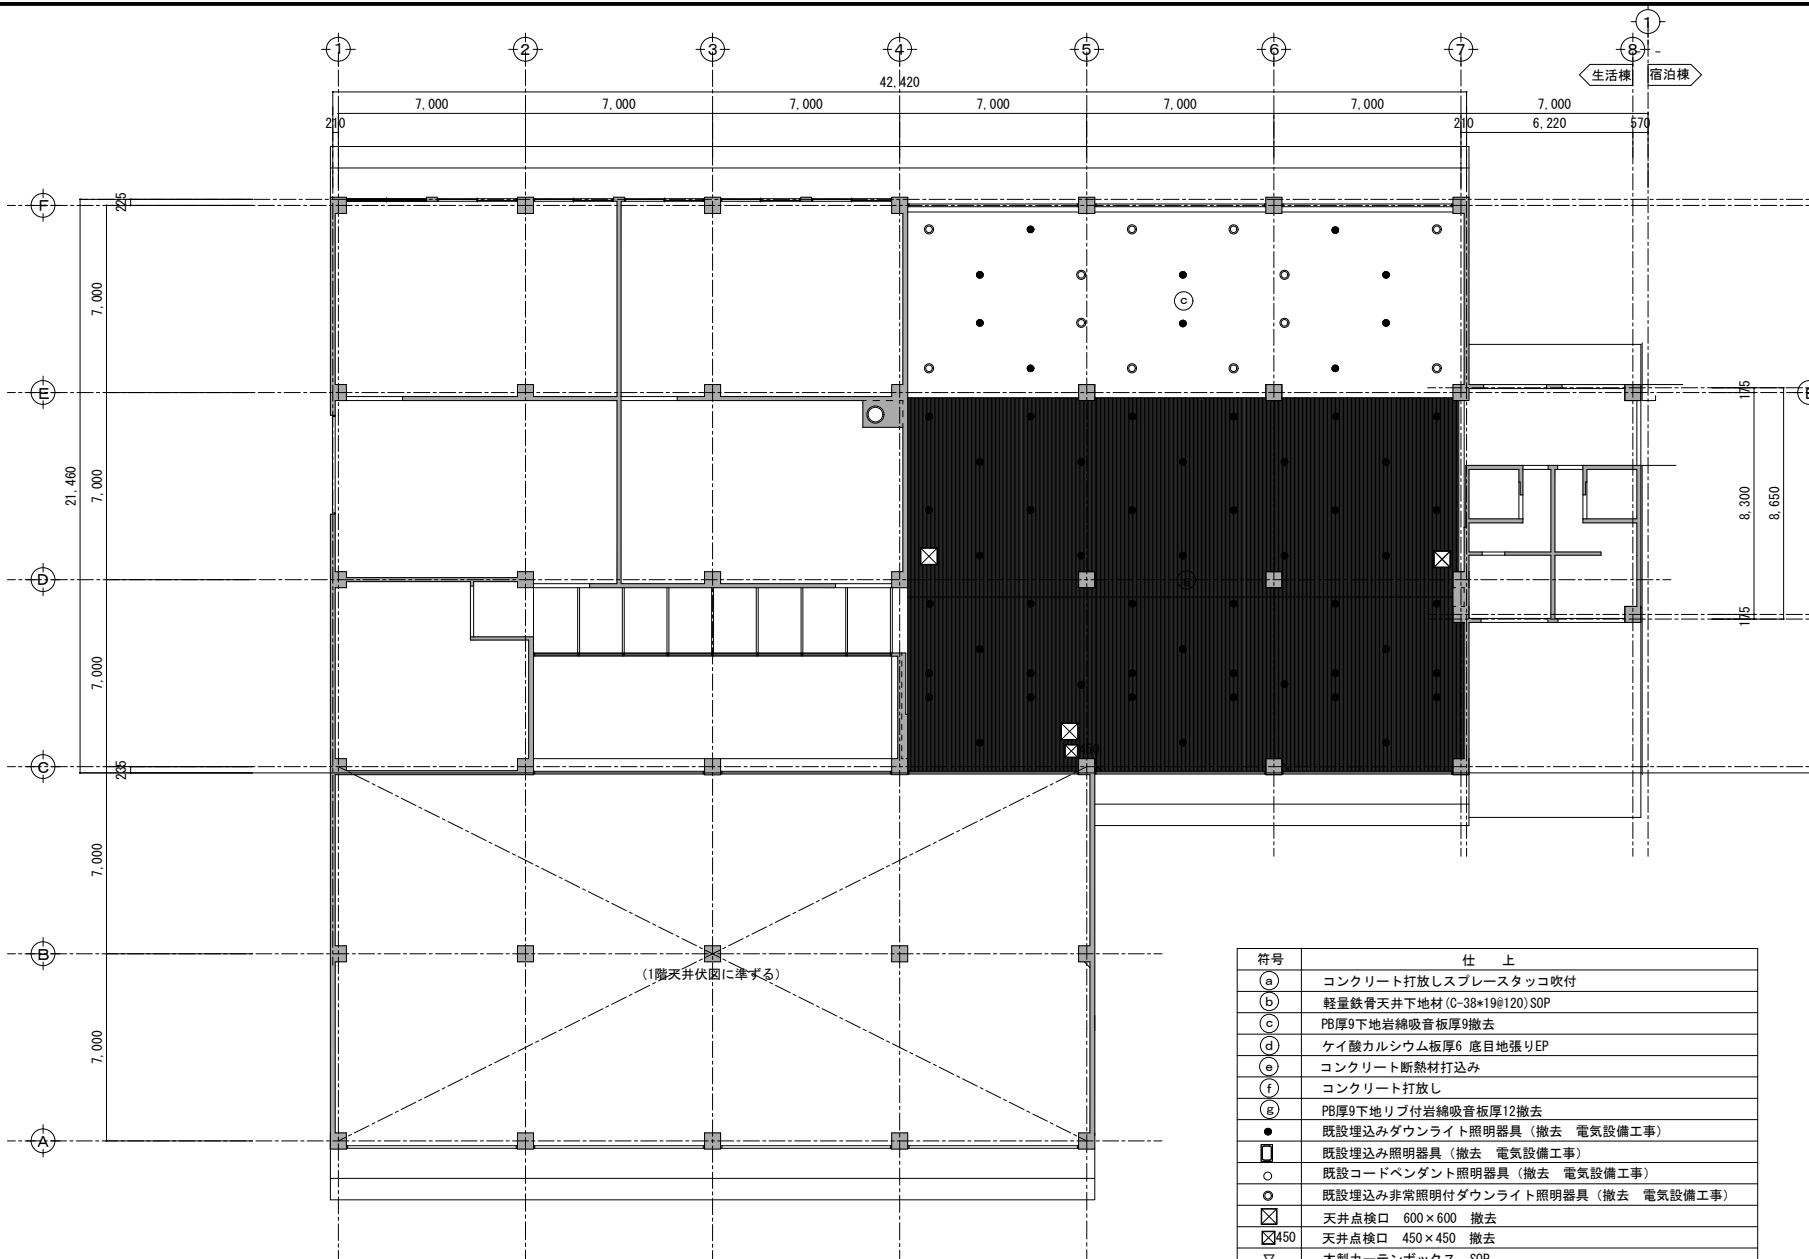 1
1 2 3 4 5 6 7 8
生活棟 宿泊棟
42,420
7,000 7,000 7,000 7,000 7,000 7,000 7,000
210 210 6,220 570
F 225
7,000
c
E 175 E
21,460 7,000 8,300 8,650
D g
175
7,000
450
C 235
7,000
B
(1階天井伏図に準ずる)
7,000
A
符号 仕 上
a コンクリート打放しスプレースタッコ吹付
b 軽量鉄骨天井下地材(C-38*19@120)SOP
c PB厚9下地岩綿吸音板厚9撤去
d ケイ酸カルシウム板厚6 底目地張りEP
e コンクリート断熱材打込み
f コンクリート打放し
g PB厚9下地リブ付岩綿吸音板厚12撤去
● 既設埋込みダウンライト照明器具(撤去 電気設備工事)
既設埋込み照明器具(撤去 電気設備工事)
○ 既設コードペンダント照明器具(撤去 電気設備工事)
◎ 既設埋込み非常照明付ダウンライト照明器具(撤去 電気設備工事)
天井点検口 600×600 撤去
450 天井点検口 450×450 撤去
木製カーテンボックス SOP